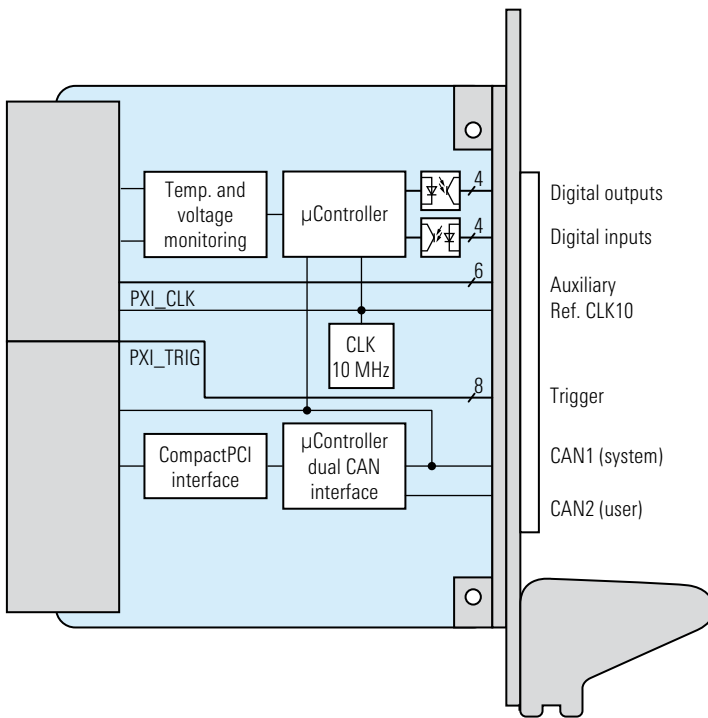 Temp. and
voltage
monitoring
µController
4
Digital outputs
4
Digital inputs
6
Auxiliary
PXI_CLK
Ref. CLK10
CLK
10 MHz
PXI_TRIG
8
Trigger
CompactPCI
interface
µController
dual CAN
interface
CAN1 (system)
CAN2 (user)